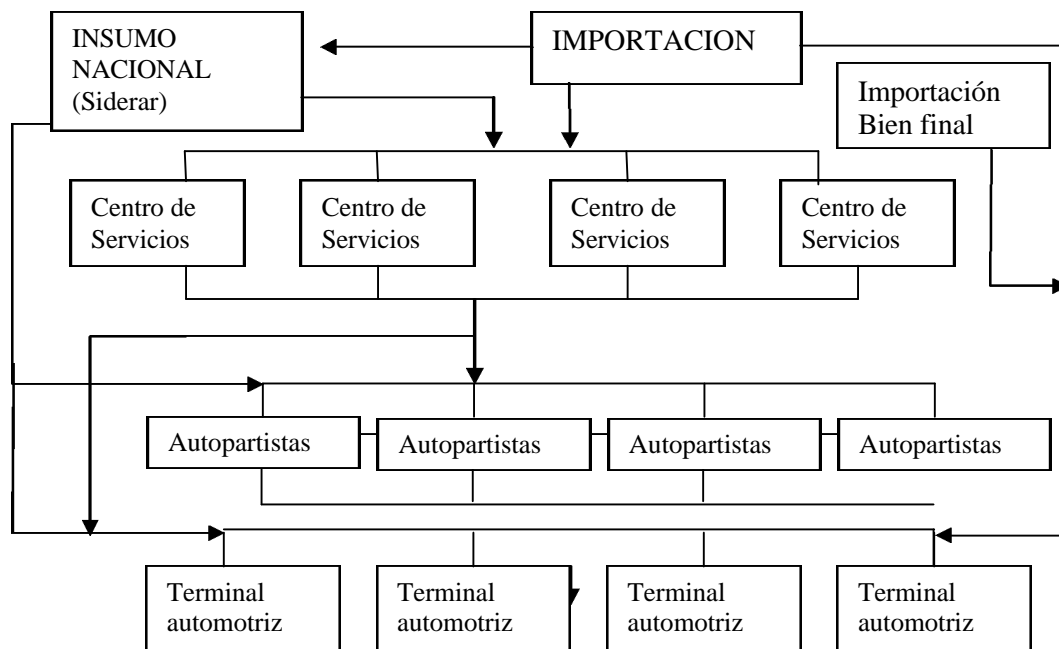 INSUMO
NACIONAL
(Siderar)
IMPORTACION
Importación
Bien final
Centro de
Servicios
Centro de
Servicios
Centro de
Servicios
Centro de
Servicios
Autopartistas
Autopartistas
Autopartistas
Autopartistas
Terminal
automotriz
Terminal
automotriz
Terminal
automotriz
Terminal
automotriz